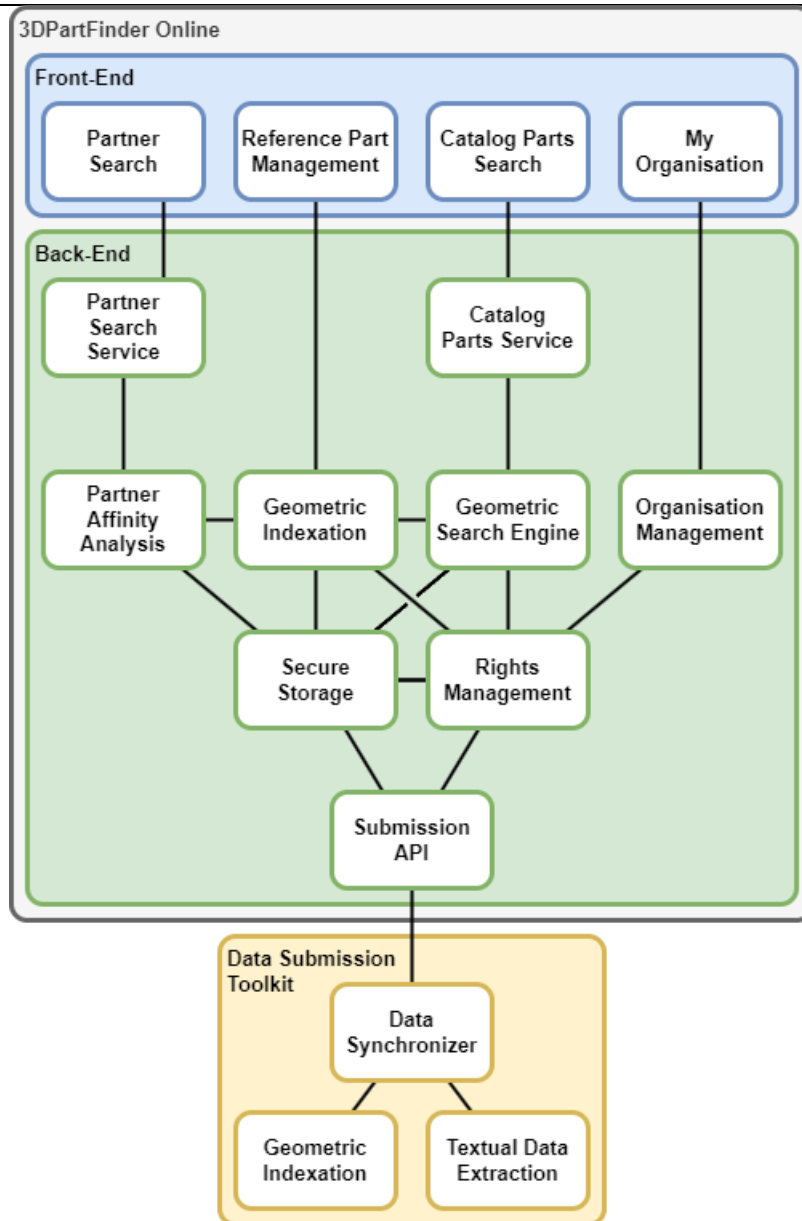 3DPartFinder Online
Front-End
Partner
Search
Reference Part
Management
Catalog Parts
Search
My
Organisation
Back-End
Partner
Search
Service
Catalog
Parts Service
Partner
Affinity
Analysis
Geometric
Indexation
Geometric
Search Engine
Organisation
Management
Secure
Storage
Rights
Management
Submission
API
Data Submission
Toolkit
Data
Synchronizer
Geometric
Indexation
Textual Data
Extraction